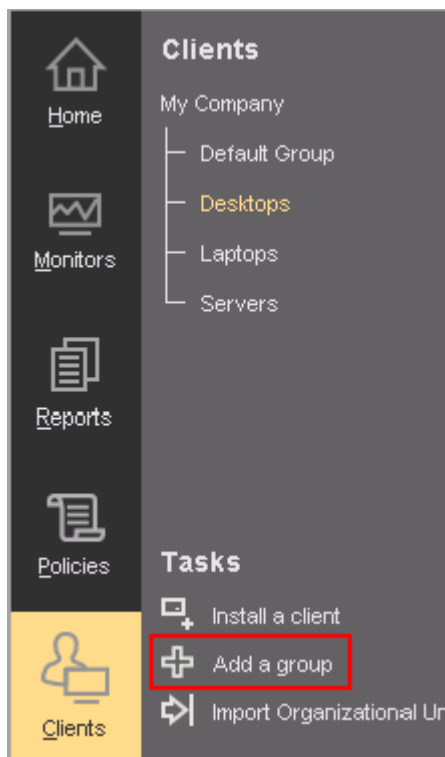 Home
Monitors
Reports
Policies
Clients
Clients
My Company
Default Group
Desktops
Laptops
Servers
Tasks
Install a client
Add a group
Import Organizational